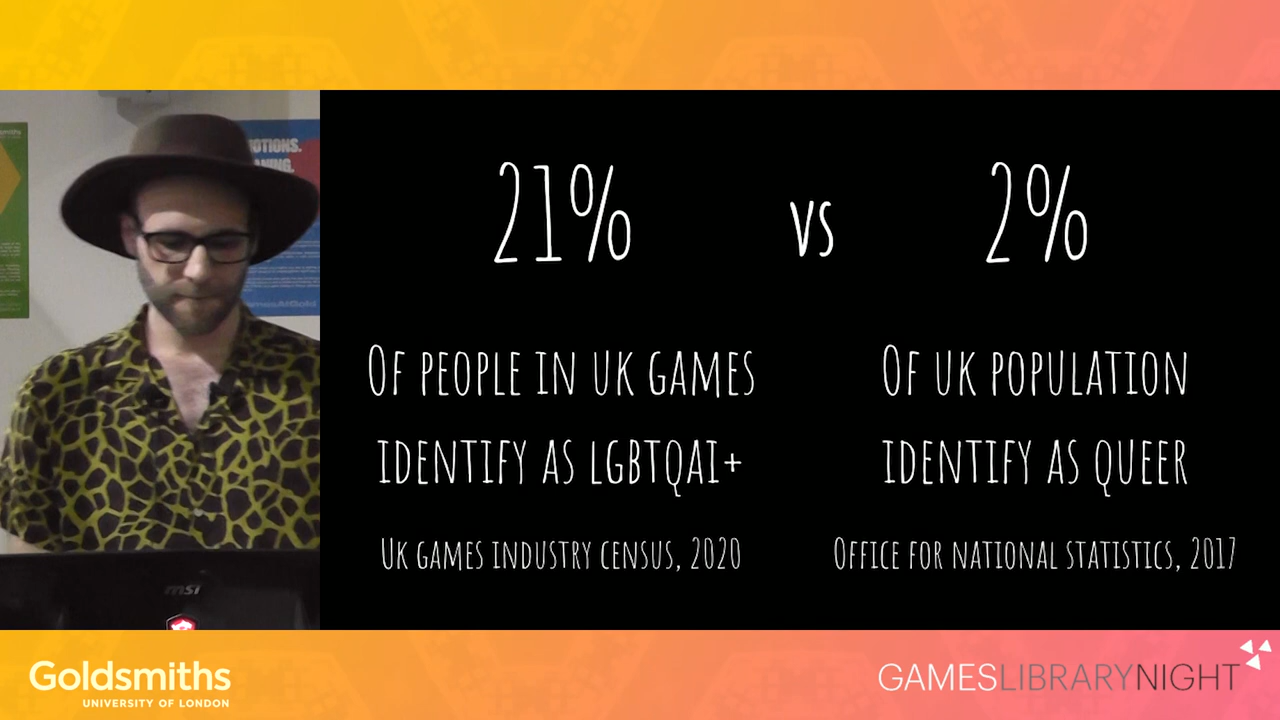 21%
vs
2%
Of people in UK games
identify as LGBTQAI+
UK games industry census, 2020
Of UK population
identify as queer
Office for national statistics, 2017
msi
Goldsmiths
UNIVERSITY OF LONDON
GAMESLIBRARYNIGHT